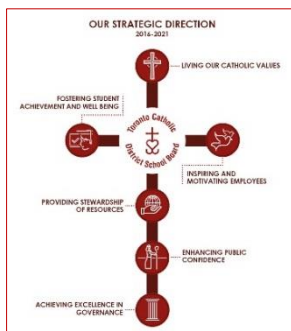 OUR STRATEGIC DIRECTION
2016-2021
LIVING OUR CATHOLIC VALUES
FOSTERING STUDENT
ACHIEVEMENT AND WELL BEING
Toronto Catholic
District School Board
INSPIRING AND
MOTIVATING EMPLOYEES
PROVIDING STEWARDSHIP
OF RESOURCES
ENHANCING PUBLIC
CONFIDENCE
ACHIEVING EXCELLENCE IN
GOVERNANCE